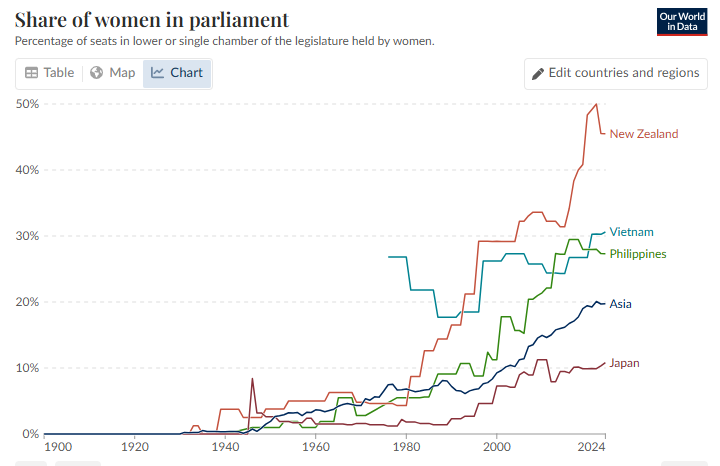 Share of women in parliament
Percentage of seats in lower or single chamber of the legislature held by women.
Our World
in Data
Table
Map
Chart
Edit countries and regions
50%
40%
30%
20%
10%
0%
New Zealand
Vietnam
Philippines
Asia
Japan
1900
1920
1940
1960
1980
2000
2024